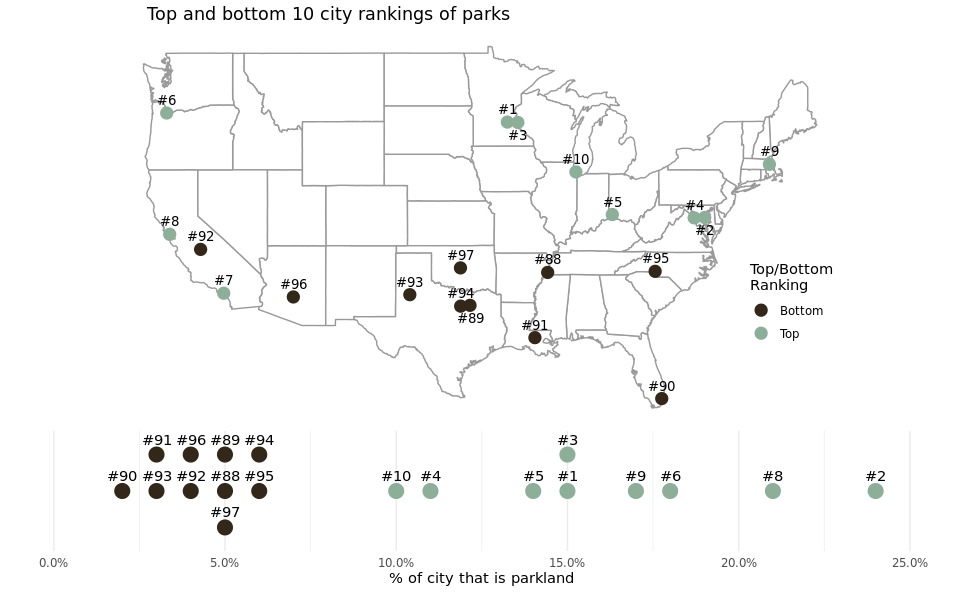 Top and bottom 10 city rankings of parks
#6
#1
#3
#10
#9
#5
#4
#2
#8
#92
#7
#96
#97
#93
#94
#89
#88
#95
#91
#90
Top/Bottom
Ranking
Bottom
Top
#91 #96 #89 #94 #3
#90 #93 #92 #88 #95 #10 #4 #5 #1 #9 #6 #8 #2
#97
0.0% 5.0% 10.0% 15.0% 20.0% 25.0%
% of city that is parkland